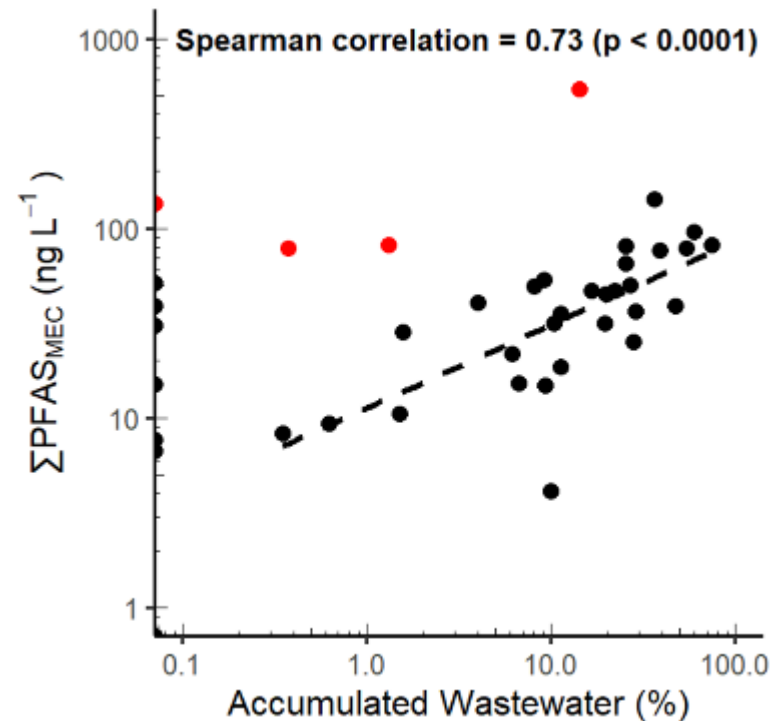 Spearman correlation = 0.73 (p < 0.0001)
1000
100
10
1
ΣPFAS_MEC (ng L⁻¹ )
0.1 1.0 10.0 100.0
Accumulated Wastewater (%)